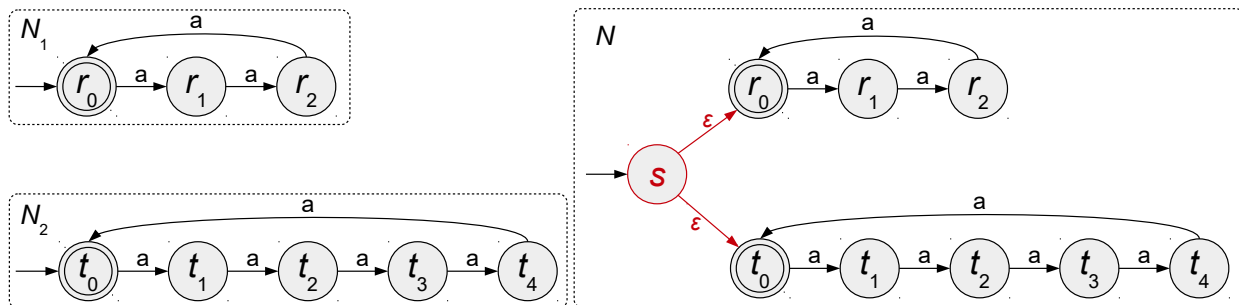 N₁
a
r₀ a r₁ a r₂
N₂
a
t₀ a t₁ a t₂ a t₃ a t₄
N
a
r₀ a r₁ a r₂
ε
s
ε
a
t₀ a t₁ a t₂ a t₃ a t₄